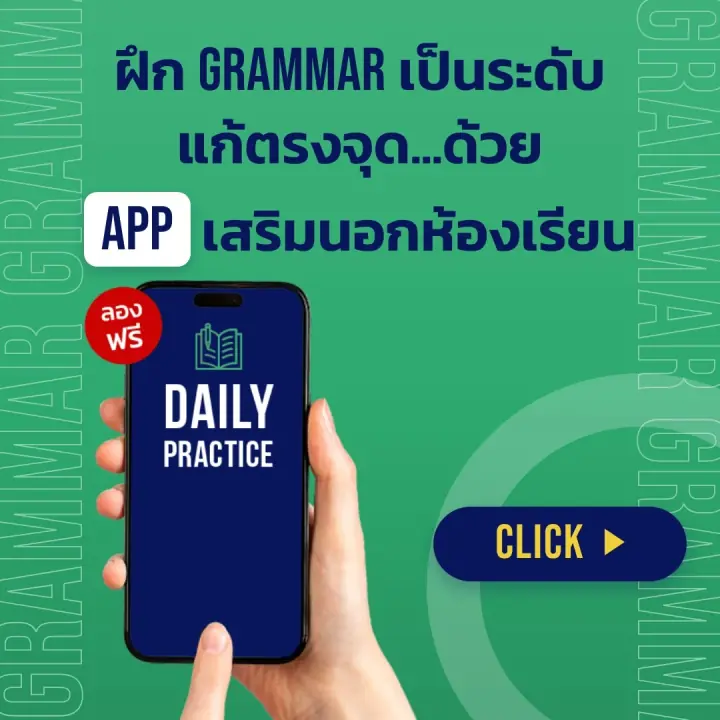 ฝึก GRAMMAR เป็นระดับ
แก้ตรงจุด...ด้วย
APP เสริมนอกห้องเรียน
ลอง
ฟรี
DAILY
PRACTICE
CLICK
GRAMMAR GRAMMA
GRAMMAR GRAMMA